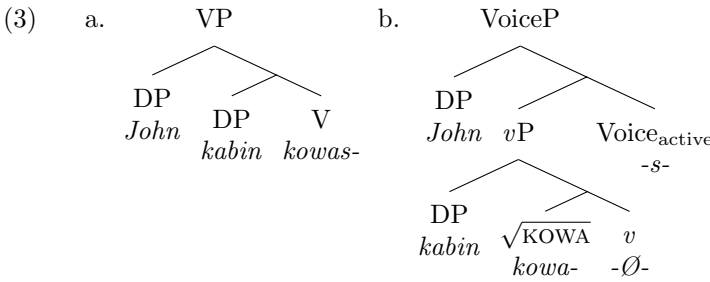 (3) a. VP b. VoiceP
DP
John
DP
kabin
V
kowas-
DP
John
vP
Voiceactive
-s-
DP
kabin
√KOWA
kowa-
v
-Ø-